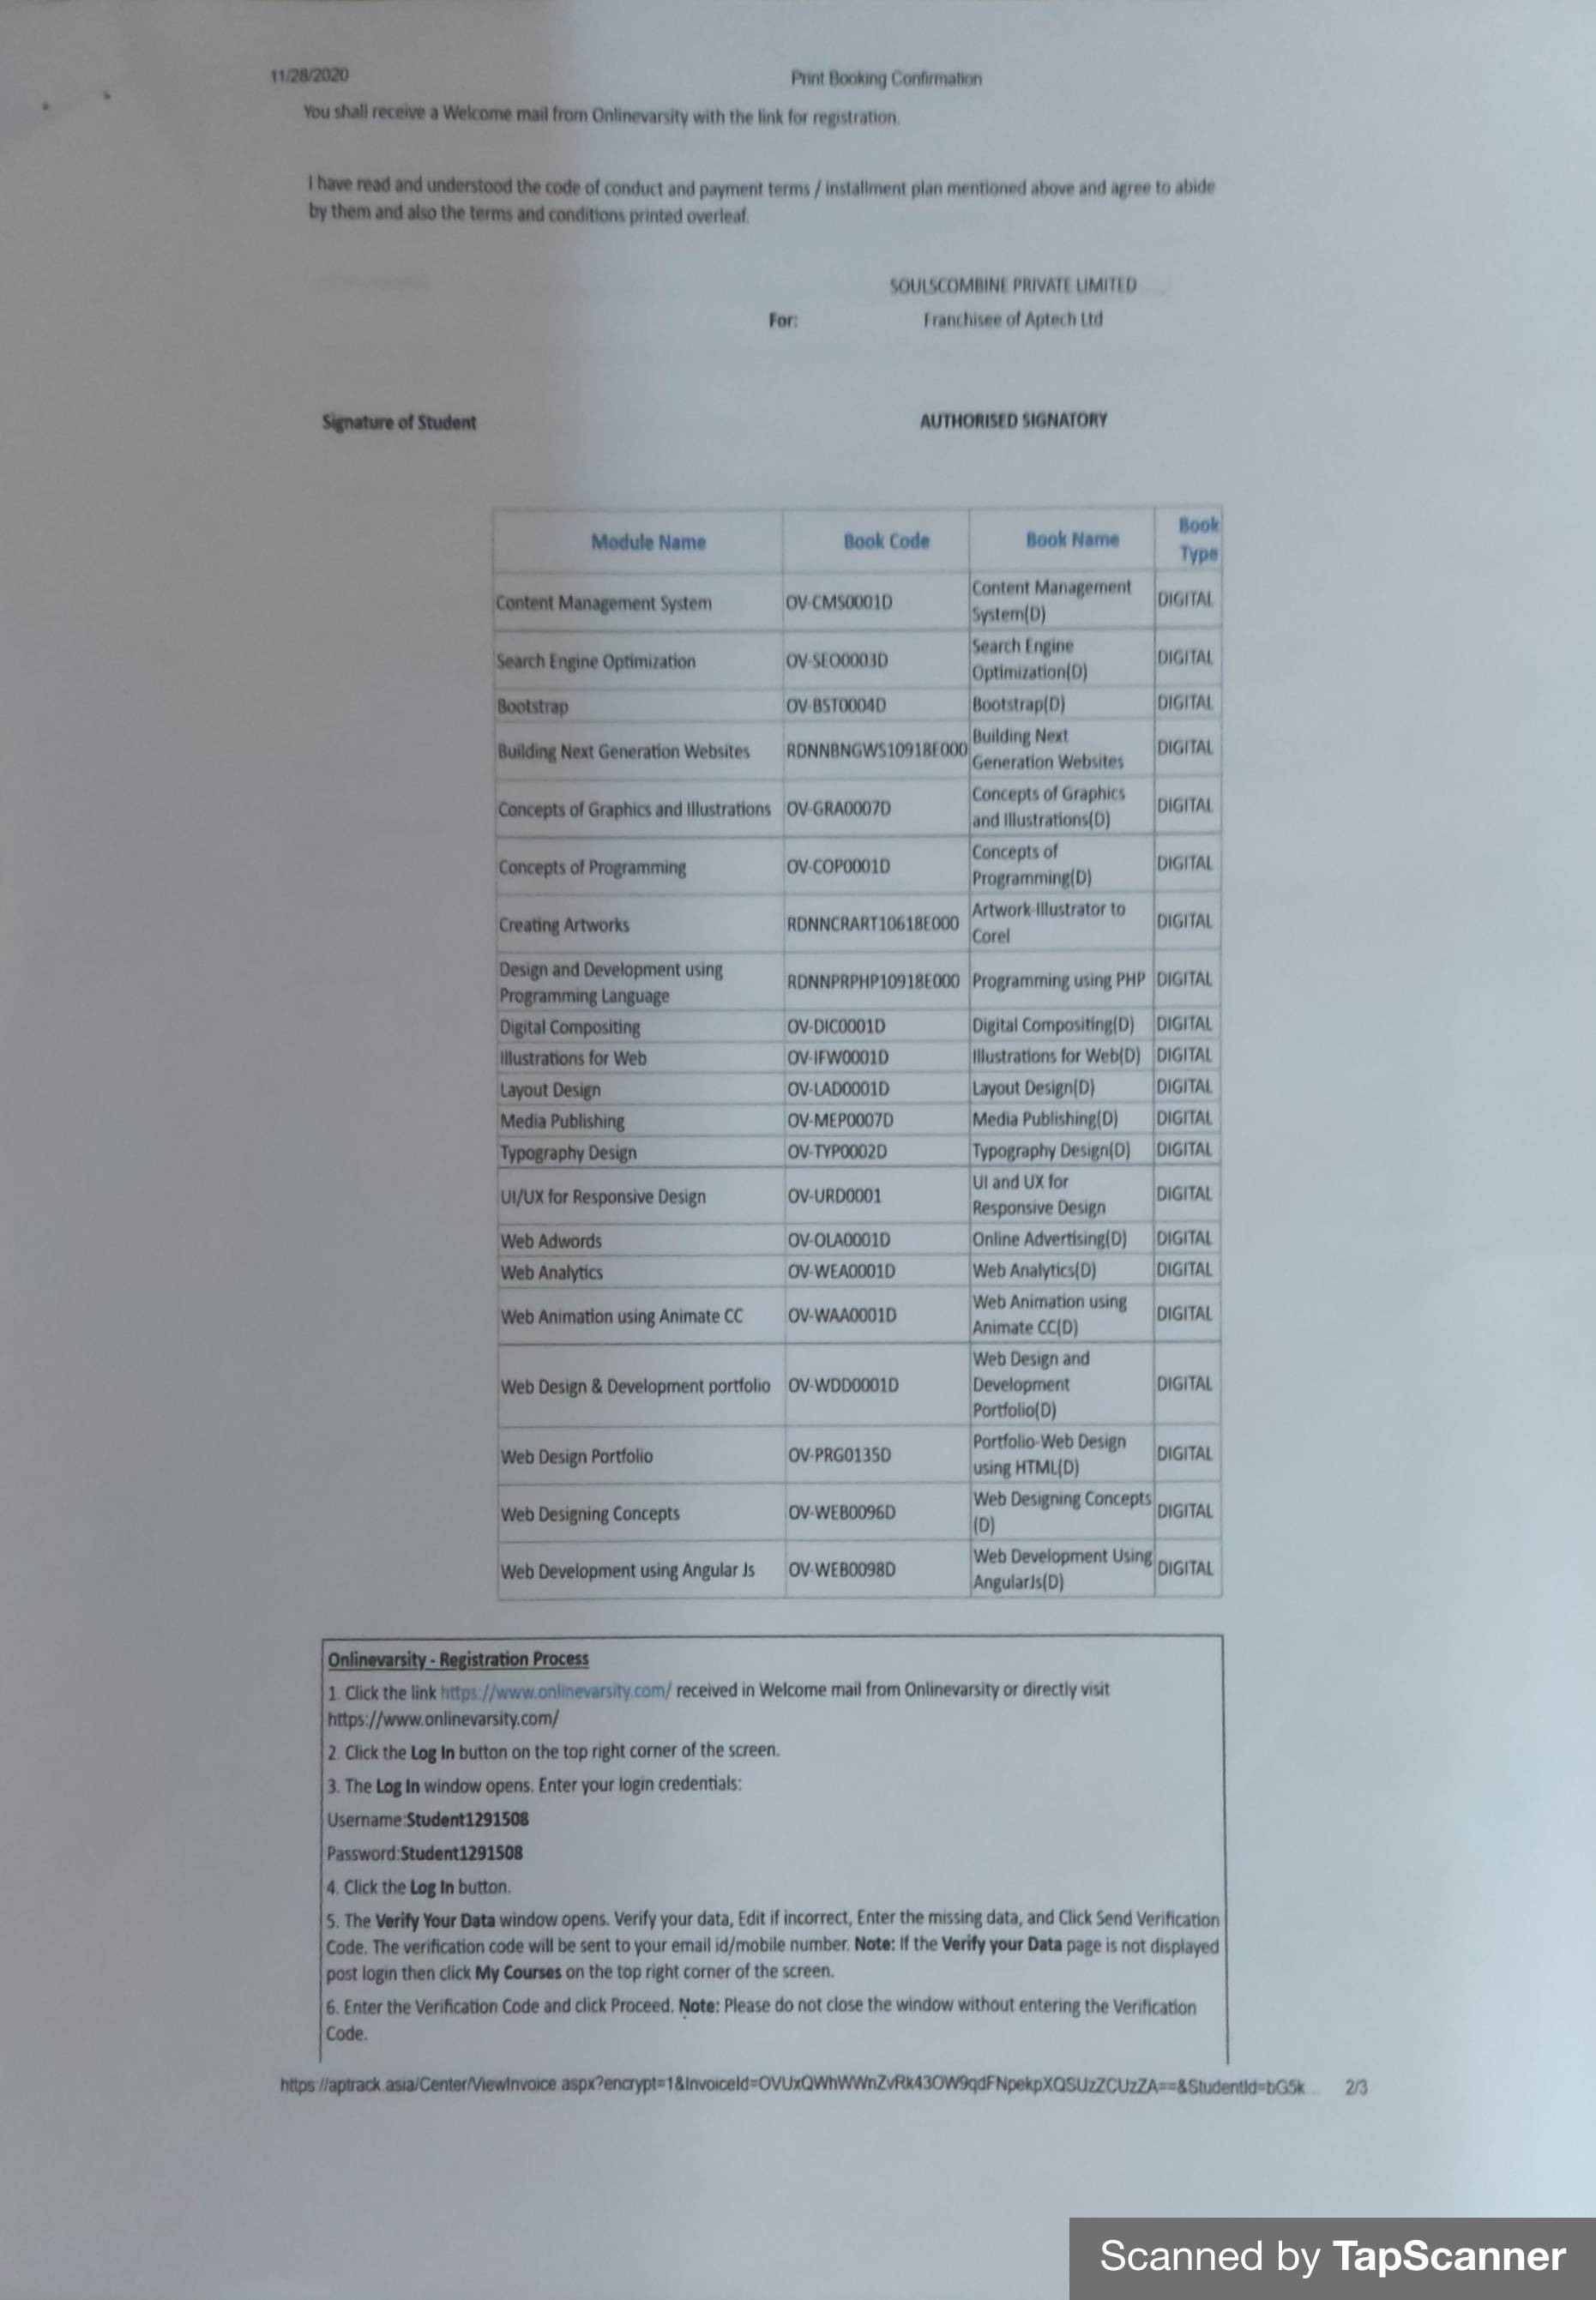 11/28/2020 Print Booking Confirmation
You shall receive a Welcome mail from Onlinevarsity with the link for registration.
I have read and understood the code of conduct and payment terms / installment plan mentioned above and agree to abide
by them and also the terms and conditions printed overleaf.
SOULSCOMBINE PRIVATE LIMITED
For: Franchisee of Aptech Ltd
Signature of Student AUTHORISED SIGNATORY
Module Name Book Code Book Name Book Type
Content Management System OV-CMS0001D Content Management System(D) DIGITAL
Search Engine Optimization OV-SEO0003D Search Engine Optimization(D) DIGITAL
Bootstrap OV-BST0004D Bootstrap(D) DIGITAL
Building Next Generation Websites RDNNBNGWS10918E000 Building Next Generation Websites DIGITAL
Concepts of Graphics and Illustrations OV-GRA0007D Concepts of Graphics and Illustrations(D) DIGITAL
Concepts of Programming OV-COP0001D Concepts of Programming(D) DIGITAL
Creating Artworks RDNNCRART10618E000 Artwork-Illustrator to Corel DIGITAL
Design and Development using Programming Language RDNNPRPHP10918E000 Programming using PHP DIGITAL
Digital Compositing OV-DIC0001D Digital Compositing(D) DIGITAL
Illustrations for Web OV-IFW0001D Illustrations for Web(D) DIGITAL
Layout Design OV-LAD0001D Layout Design(D) DIGITAL
Media Publishing OV-MEP0007D Media Publishing(D) DIGITAL
Typography Design OV-TYP0002D Typography Design(D) DIGITAL
UI/UX for Responsive Design OV-URD0001 UI and UX for Responsive Design DIGITAL
Web Adwords OV-OLA0001D Online Advertising(D) DIGITAL
Web Analytics OV-WEA0001D Web Analytics(D) DIGITAL
Web Animation using Animate CC OV-WAA0001D Web Animation using Animate CC(D) DIGITAL
Web Design & Development portfolio OV-WDD0001D Web Design and Development Portfolio(D) DIGITAL
Web Design Portfolio OV-PRG0135D Portfolio-Web Design using HTML(D) DIGITAL
Web Designing Concepts OV-WEB0096D Web Designing Concepts (D) DIGITAL
Web Development using Angular Js OV-WEB0098D Web Development Using AngularJs(D) DIGITAL
Onlinevarsity - Registration Process
1. Click the link https://www.onlinevarsity.com/ received in Welcome mail from Onlinevarsity or directly visit
https://www.onlinevarsity.com/
2. Click the Log In button on the top right corner of the screen.
3. The Log In window opens. Enter your login credentials:
Username:Student1291508
Password:Student1291508
4. Click the Log In button.
5. The Verify Your Data window opens. Verify your data, Edit if incorrect, Enter the missing data, and Click Send Verification
Code. The verification code will be sent to your email id/mobile number. Note: If the Verify your Data page is not displayed
post login then click My Courses on the top right corner of the screen.
6. Enter the Verification Code and click Proceed. Note: Please do not close the window without entering the Verification
Code.
https://aptrack.asia/Center/ViewInvoice.aspx?encrypt=1&InvoiceId=OVUxQWhWWnZvRk43OW9qdFNpekpXQSUzZCUzZA==&StudentId=bG5k... 2/3
Scanned by TapScanner